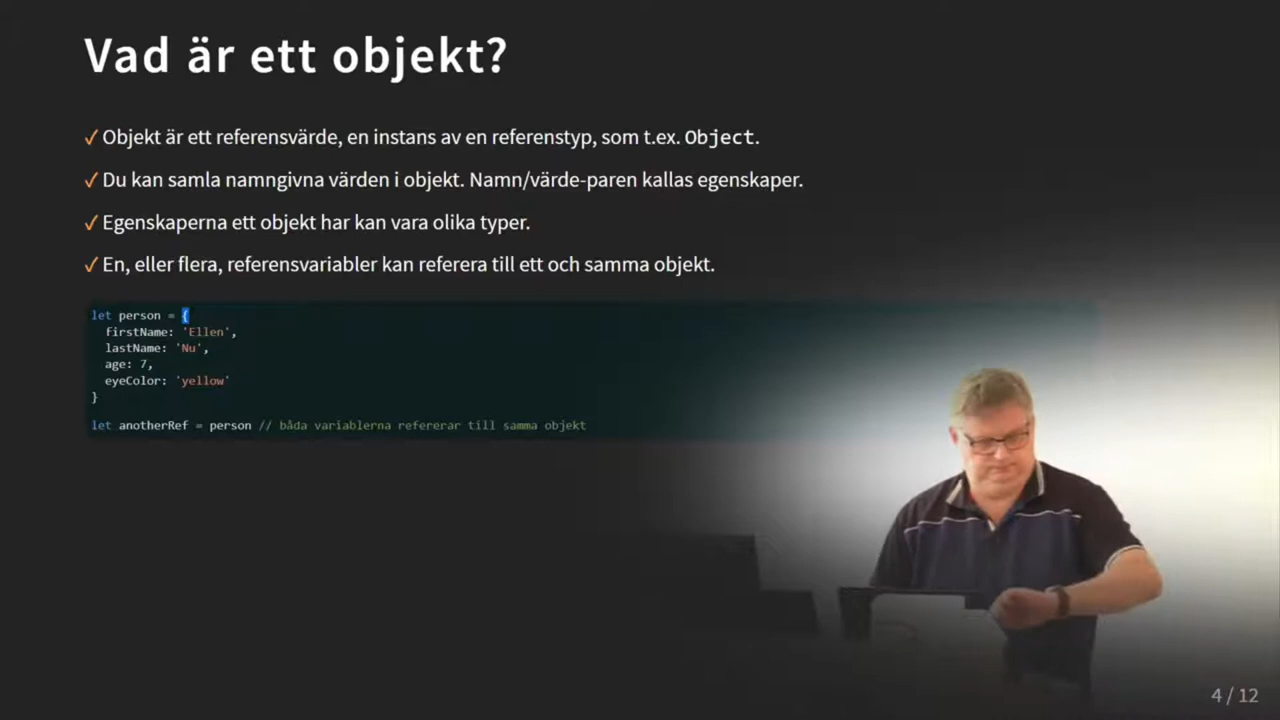 Vad är ett objekt?
✓ Objekt är ett referensvärde, en instans av en referenstyp, som t.ex. Object.
✓ Du kan samla namngivna värden i objekt. Namn/värde-paren kallas egenskaper.
✓ Egenskaperna ett objekt har kan vara olika typer.
✓ En, eller flera, referensvariabler kan referera till ett och samma objekt.
let person = {
  firstName: 'Ellen',
  lastName: 'Nu',
  age: 7,
  eyeColor: 'yellow'
}
let anotherRef = person // båda variablerna refererar till samma objekt
4 / 12